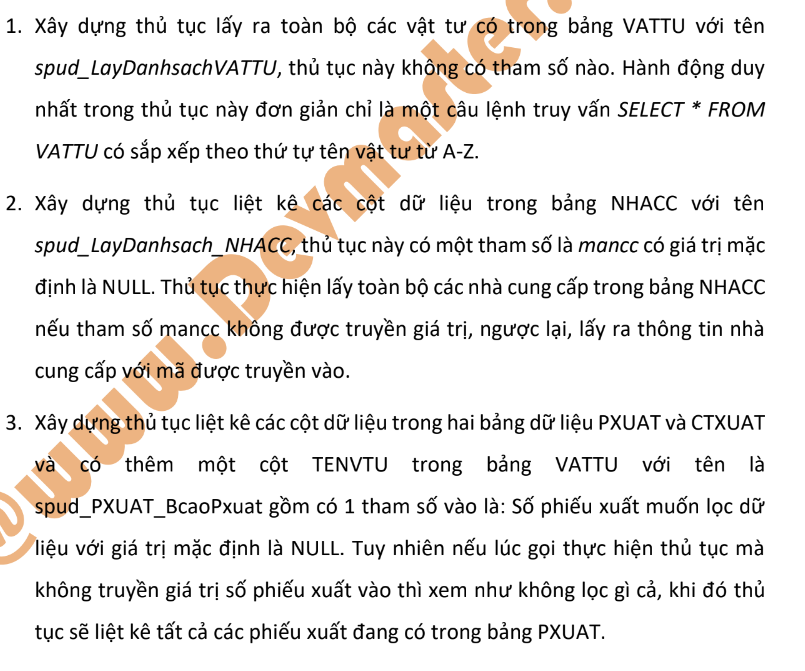 1. Xây dựng thủ tục lấy ra toàn bộ các vật tư có trong bảng VATTU với tên
spud_LayDanhsachVATTU, thủ tục này không có tham số nào. Hành động duy
nhất trong thủ tục này đơn giản chỉ là một câu lệnh truy vấn SELECT * FROM
VATTU có sắp xếp theo thứ tự tên vật tư từ A-Z.
2. Xây dựng thủ tục liệt kê các cột dữ liệu trong bảng NHACC với tên
spud_LayDanhsach_NHACC, thủ tục này có một tham số là mancc có giá trị mặc
định là NULL. Thủ tục thực hiện lấy toàn bộ các nhà cung cấp trong bảng NHACC
nếu tham số mancc không được truyền giá trị, ngược lại, lấy ra thông tin nhà
cung cấp với mã được truyền vào.
3. Xây dựng thủ tục liệt kê các cột dữ liệu trong hai bảng dữ liệu PXUAT và CTXUAT
và có thêm một cột TENVTU trong bảng VATTU với tên là
spud_PXUAT_BcaoPxuat gồm có 1 tham số vào là: Số phiếu xuất muốn lọc dữ
liệu với giá trị mặc định là NULL. Tuy nhiên nếu lúc gọi thực hiện thủ tục mà
không truyền giá trị số phiếu xuất vào thì xem như không lọc gì cả, khi đó thủ
tục sẽ liệt kê tất cả các phiếu xuất đang có trong bảng PXUAT.
@www.Devmaster.